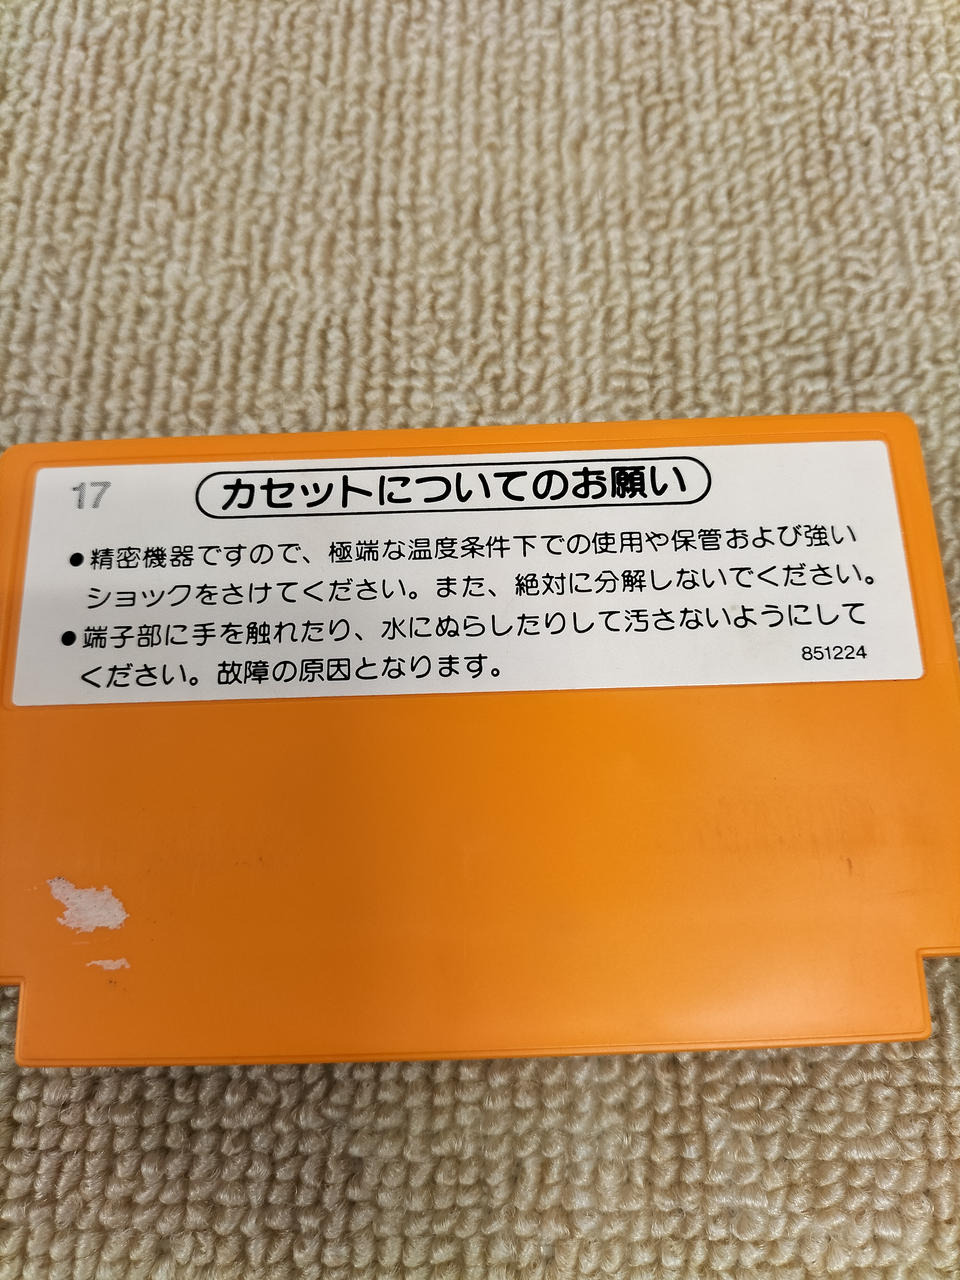 17
カセットについてのお願い
●精密機器ですので、極端な温度条件下での使用や保管および強い
ショックをさけてください。また、絶対に分解しないでください。
●端子部に手を触れたり、水にぬらしたりして汚さないようにして
ください。故障の原因となります。
851224